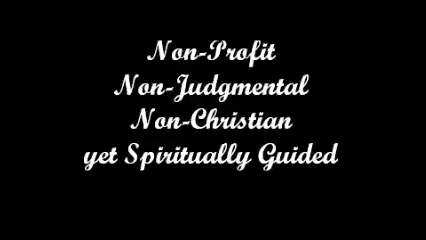 Non-Profit
Non-Judgmental
Non-Christian
yet Spiritually Guided